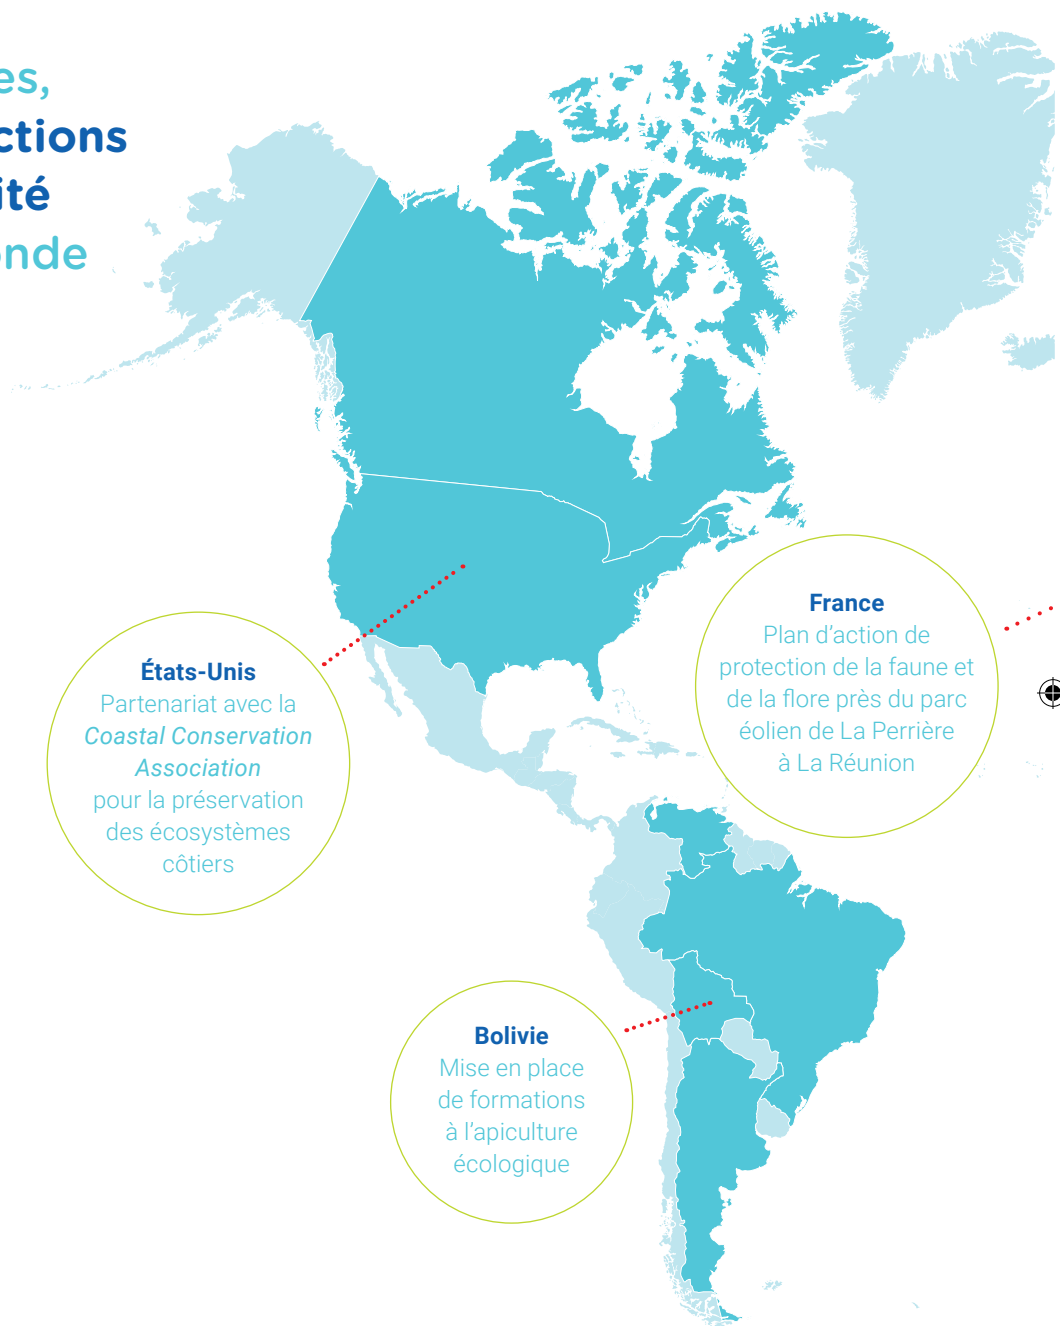 es,
ctions
ité
onde
France
Plan d’action de
protection de la faune et
de la flore près du parc
éolien de La Perrière
à La Réunion
États-Unis
Partenariat avec la
Coastal Conservation
Association
pour la préservation
des écosystèmes
côtiers
Bolivie
Mise en place
de formations
à l’apiculture
écologique